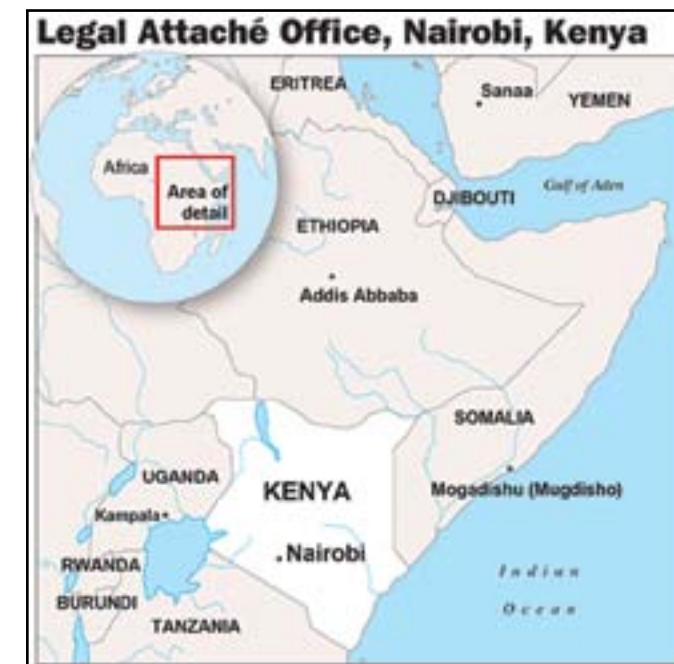 Legal Attaché Office, Nairobi, Kenya
ERITREA
Sanaa
YEMEN
Africa
Area of
detail
DJIBOUTI
Gulf of Aden
ETHIOPIA
Addis Abbaba
SOMALIA
UGANDA
KENYA
Mogadishu (Mugdisho)
Kampala
Nairobi
RWANDA
Indian
BURUNDI
Ocean
TANZANIA